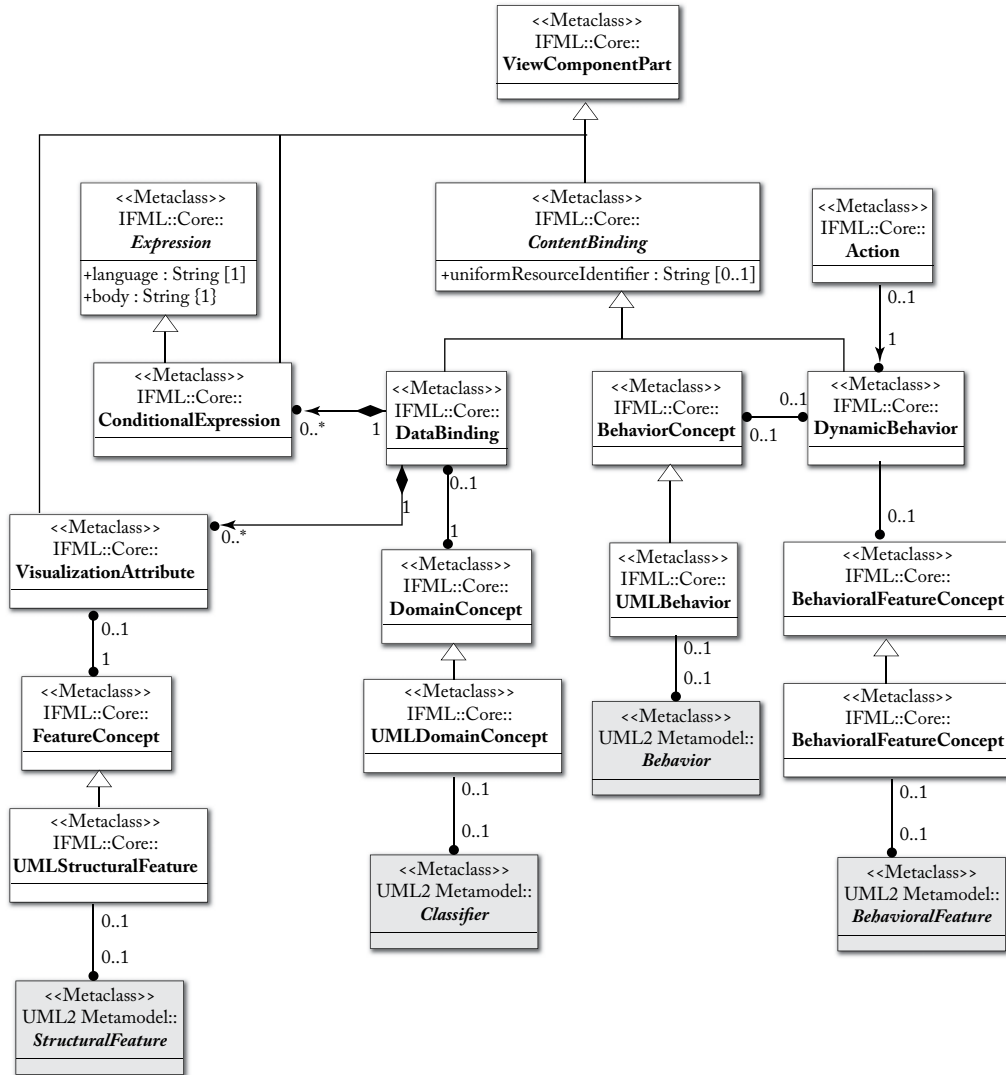 <<Metaclass>>
IFML::Core::
ViewComponentPart
<<Metaclass>>
IFML::Core::
Expression
+language : String [1]
+body : String {1}
<<Metaclass>>
IFML::Core::
ContentBinding
+uniformResourceIdentifier : String [0..1]
<<Metaclass>>
IFML::Core::
Action
0..1
1
<<Metaclass>>
IFML::Core::
ConditionalExpression
0..*
1
<<Metaclass>>
IFML::Core::
DataBinding
<<Metaclass>>
IFML::Core::
BehaviorConcept
0..1
0..1
<<Metaclass>>
IFML::Core::
DynamicBehavior
1
0..*
0..1
1
0..1
<<Metaclass>>
IFML::Core::
VisualizationAttribute
<<Metaclass>>
IFML::Core::
DomainConcept
<<Metaclass>>
IFML::Core::
UMLBehavior
<<Metaclass>>
IFML::Core::
BehavioralFeatureConcept
0..1
1
0..1
0..1
<<Metaclass>>
IFML::Core::
FeatureConcept
<<Metaclass>>
IFML::Core::
UMLDomainConcept
<<Metaclass>>
UML2 Metamodel::
Behavior
<<Metaclass>>
IFML::Core::
BehavioralFeatureConcept
0..1
0..1
0..1
0..1
<<Metaclass>>
IFML::Core::
UMLStructuralFeature
<<Metaclass>>
UML2 Metamodel::
Classifier
<<Metaclass>>
UML2 Metamodel::
BehavioralFeature
0..1
0..1
<<Metaclass>>
UML2 Metamodel::
StructuralFeature